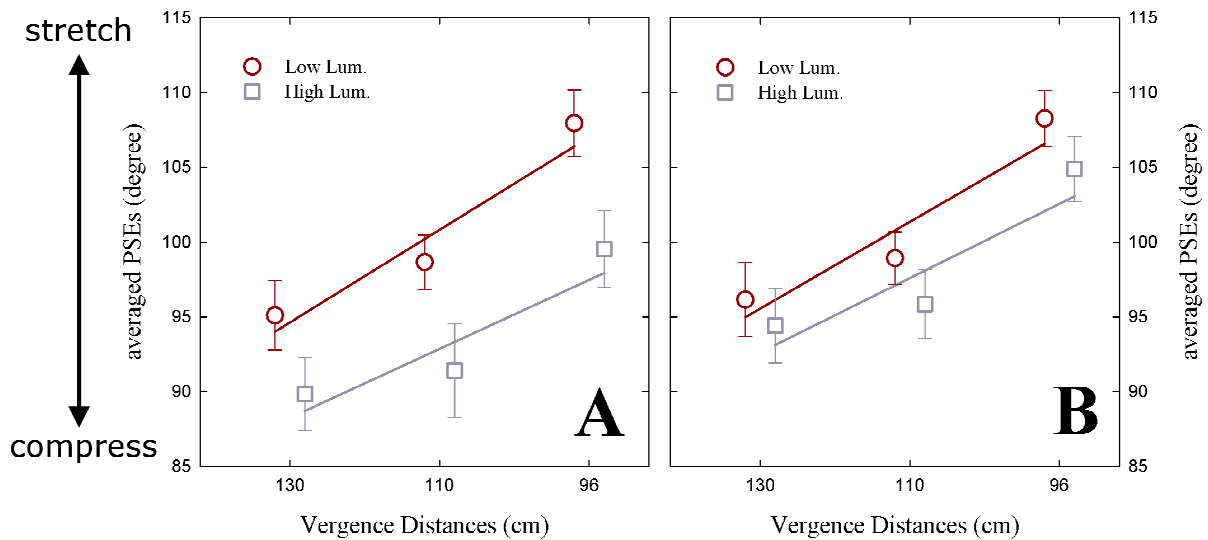 stretch
compress
averaged PSEs (degree)
115
110
105
100
95
90
85
Low Lum.
High Lum.
A
130
110
96
Vergence Distances (cm)
Low Lum.
High Lum.
B
130
110
96
Vergence Distances (cm)
115
110
105
100
95
90
85
averaged PSEs (degree)